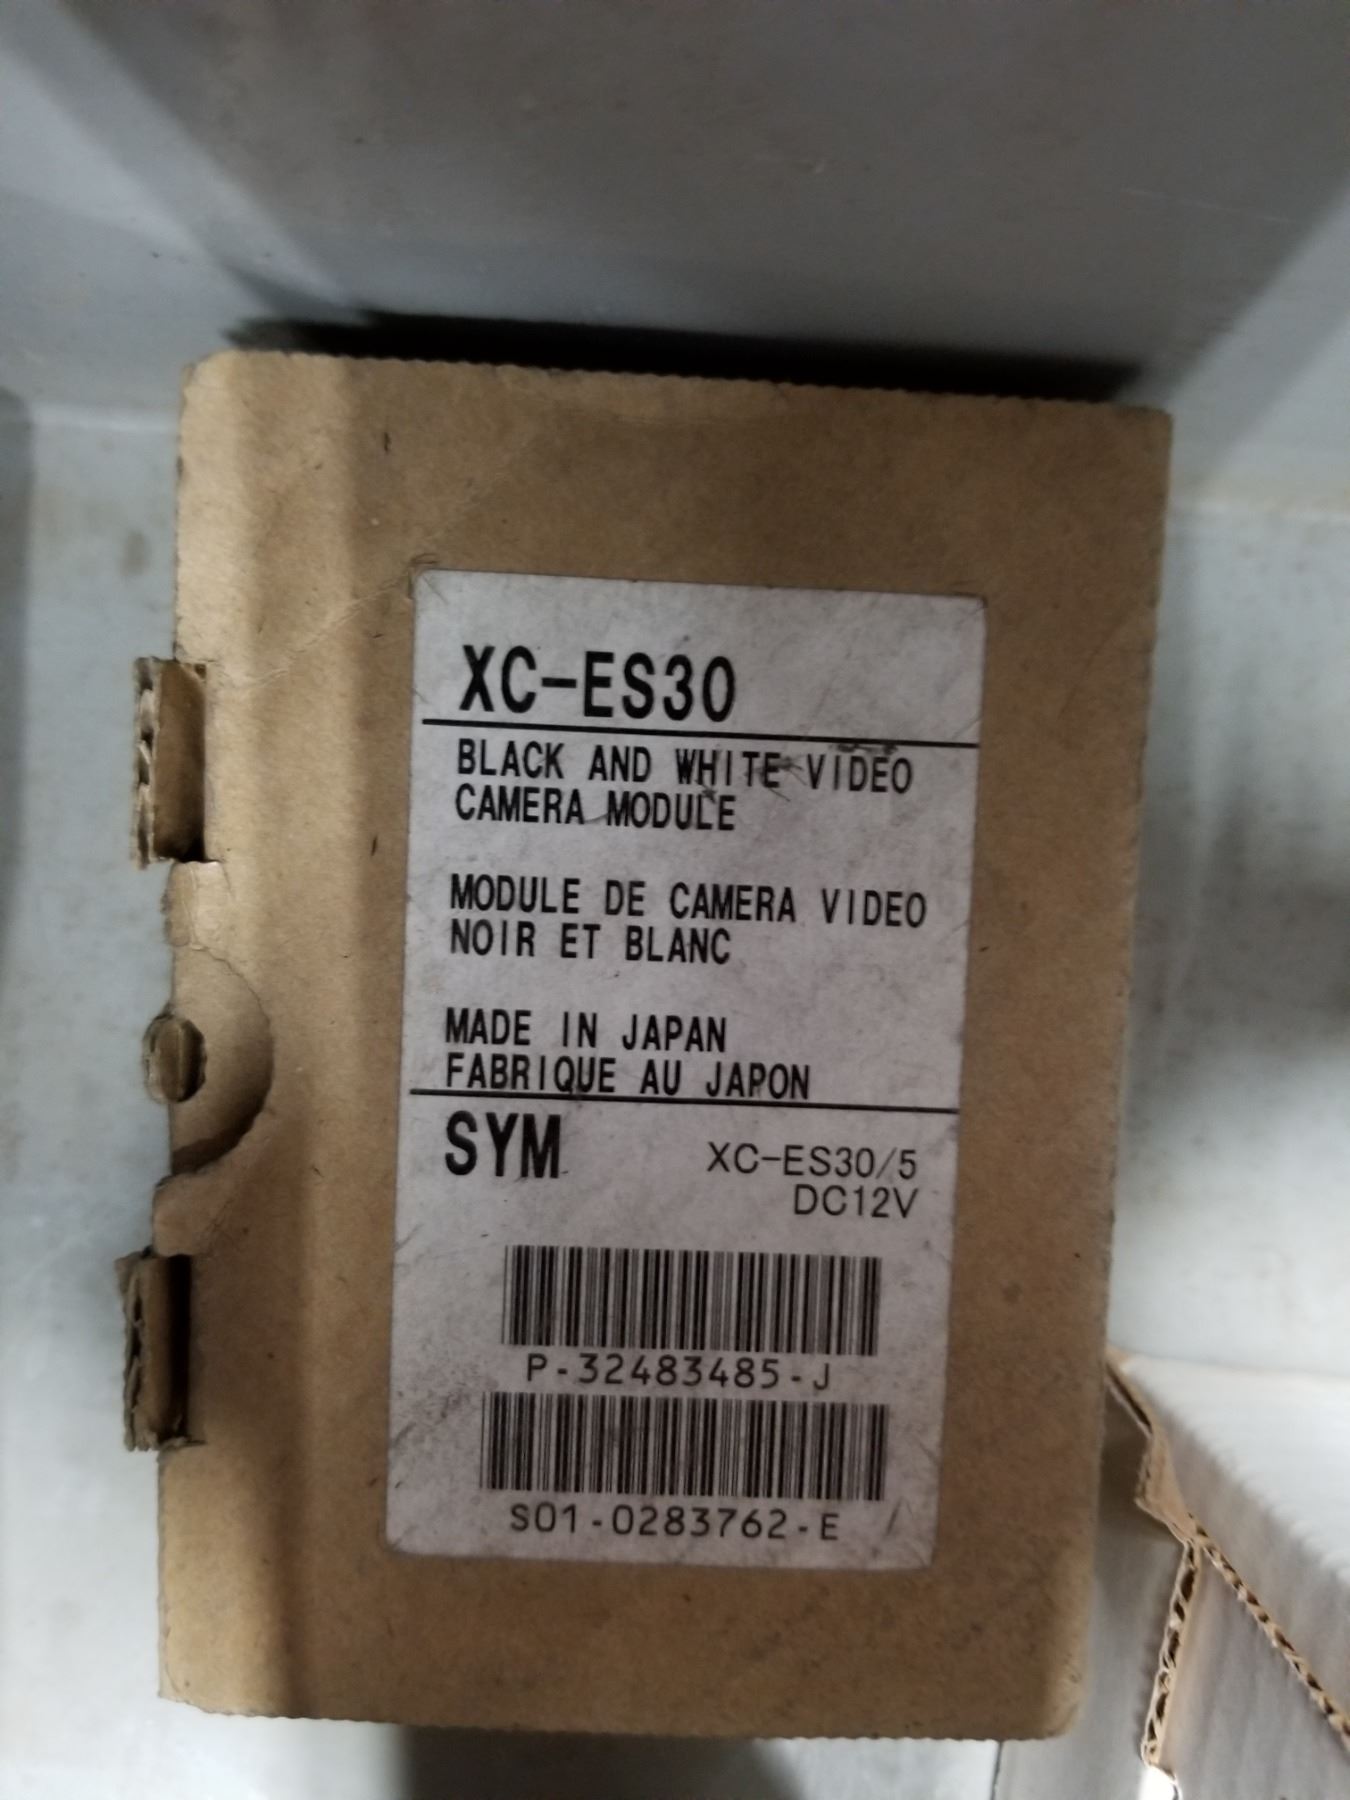 XC-ES30
BLACK AND WHITE VIDEO
CAMERA MODULE
MODULE DE CAMERA VIDEO
NOIR ET BLANC
MADE IN JAPAN
FABRIQUE AU JAPON
SYM
XC-ES30/5
DC12V
P-32483485-J
S01-0283762-E